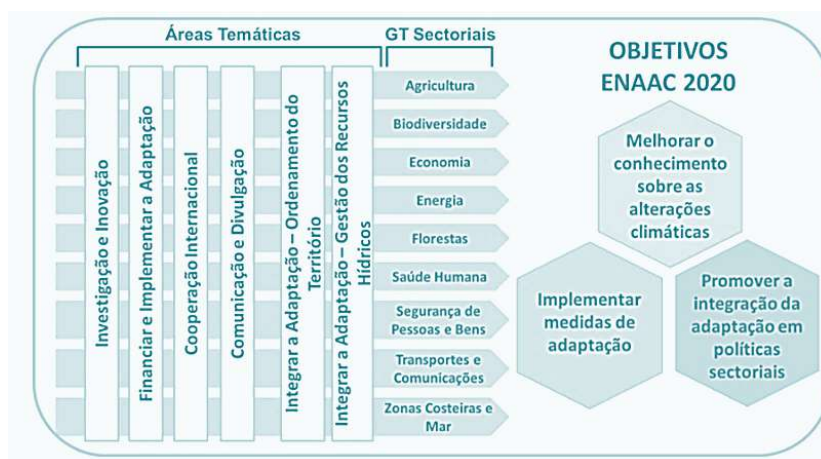 Áreas Temáticas
GT Sectoriais
Investigação e Inovação
Financiar e Implementar a Adaptação
Cooperação Internacional
Comunicação e Divulgação
Integrar a Adaptação – Ordenamento do
Território
Integrar a Adaptação – Gestão dos Recursos
Hídricos
Agricultura
Biodiversidade
Economia
Energia
Florestas
Saúde Humana
Segurança de
Pessoas e Bens
Transportes e
Comunicações
Zonas Costeiras e
Mar
OBJETIVOS
ENAAC 2020
Melhorar o
conhecimento
sobre as
alterações
climáticas
Implementar
medidas de
adaptação
Promover a
integração da
adaptação em
políticas
sectoriais